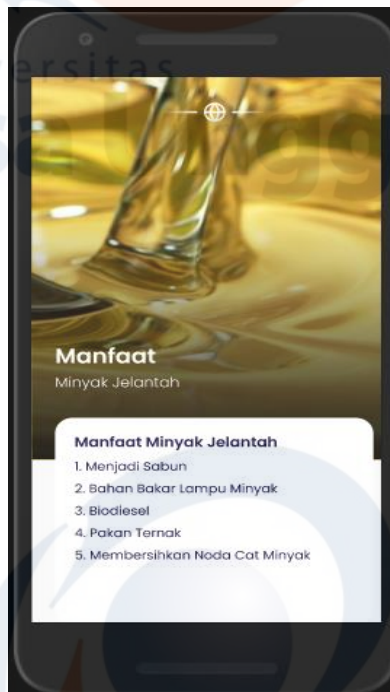 Manfaat
Minyak Jelantah
Manfaat Minyak Jelantah
1. Menjadi Sabun
2. Bahan Bakar Lampu Minyak
3. Biodiesel
4. Pakan Ternak
5. Membersihkan Noda Cat Minyak